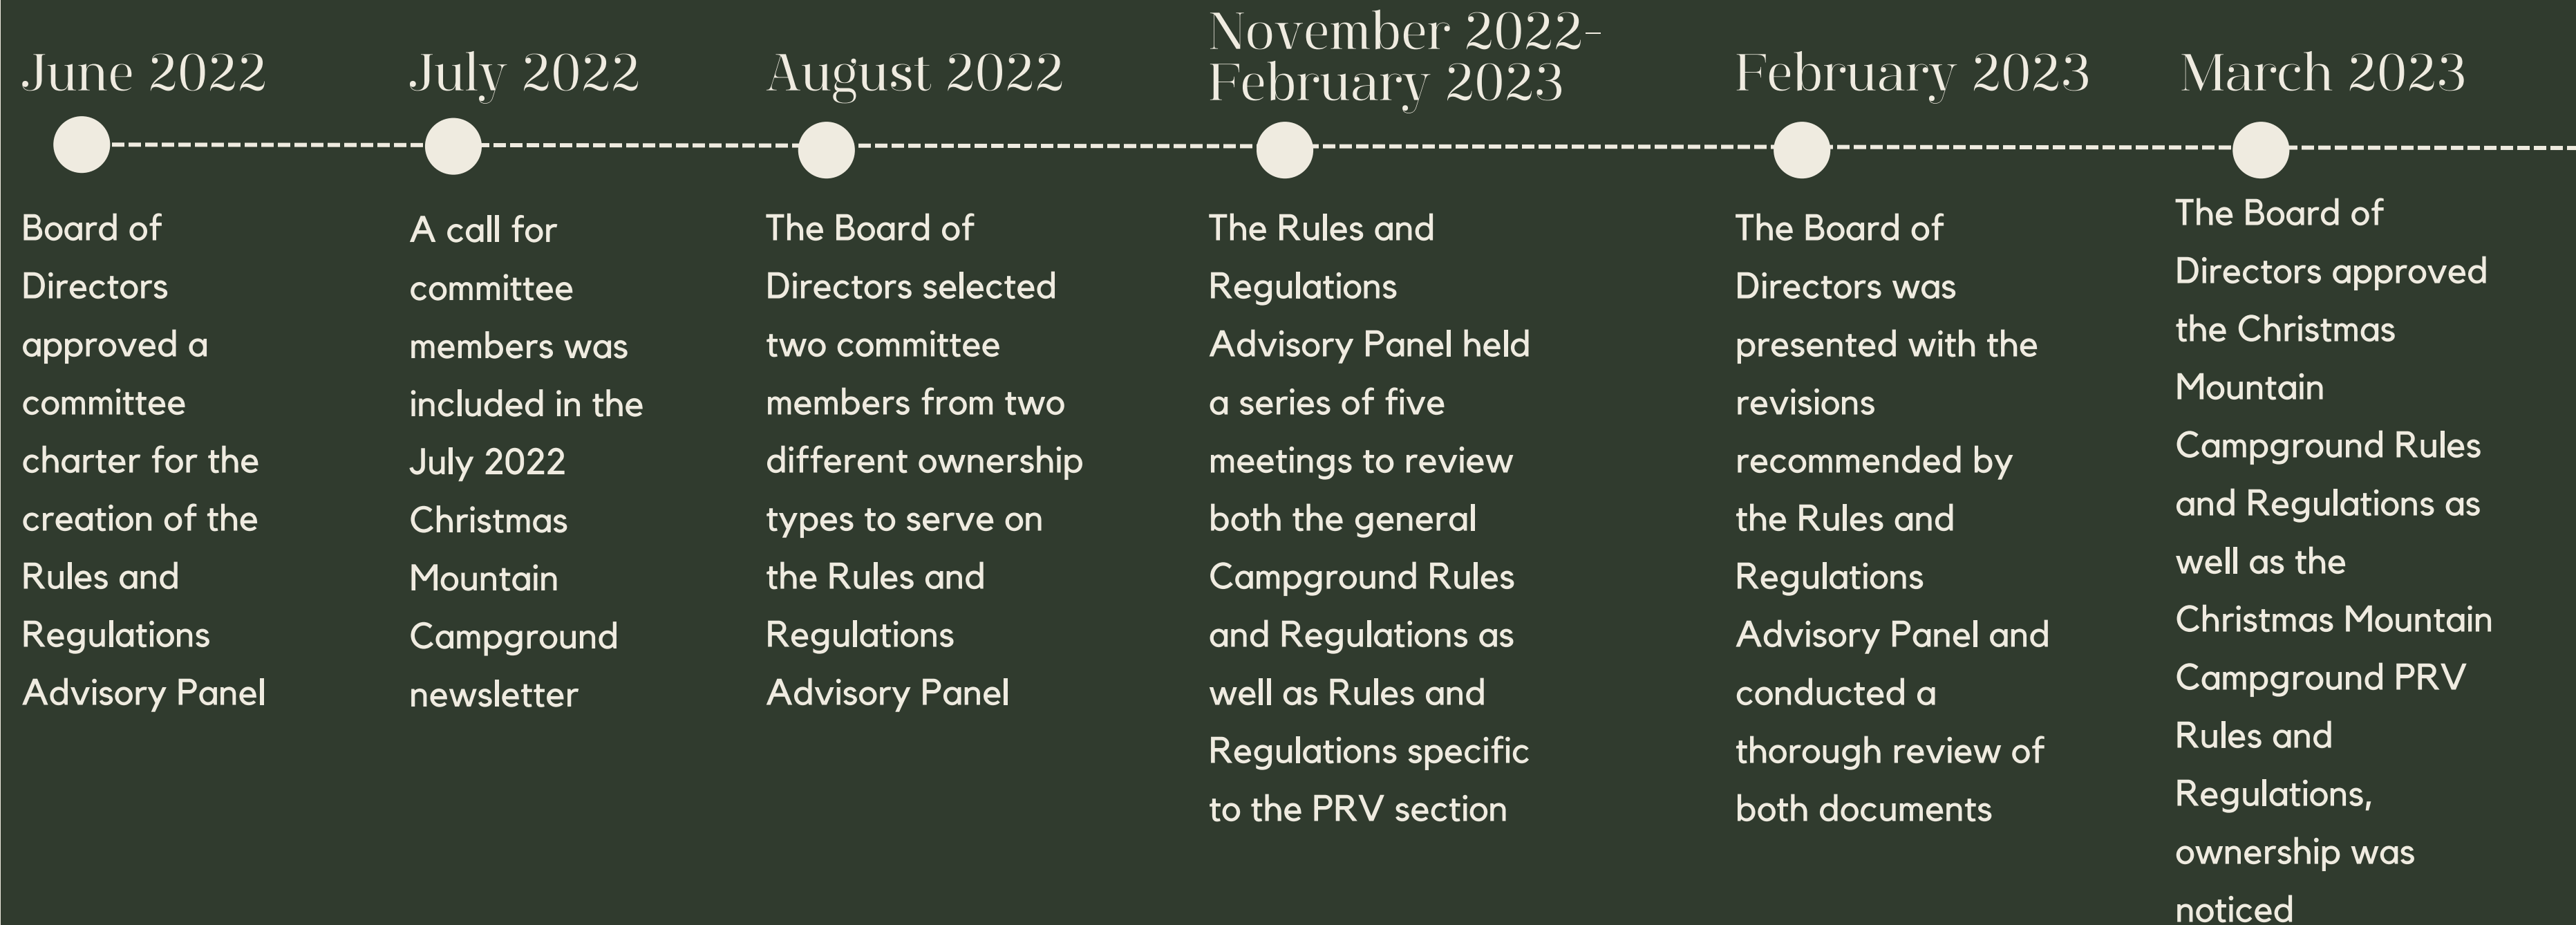 June 2022
Board of
Directors
approved a
committee
charter for the
creation of the
Rules and
Regulations
Advisory Panel
July 2022
A call for
committee
members was
included in the
July 2022
Christmas
Mountain
Campground
newsletter
August 2022
The Board of
Directors selected
two committee
members from two
different ownership
types to serve on
the Rules and
Regulations
Advisory Panel
November 2022-
February 2023
The Rules and
Regulations
Advisory Panel held
a series of five
meetings to review
both the general
Campground Rules
and Regulations as
well as Rules and
Regulations specific
to the PRV section
February 2023
The Board of
Directors was
presented with the
revisions
recommended by
the Rules and
Regulations
Advisory Panel and
conducted a
thorough review of
both documents
March 2023
The Board of
Directors approved
the Christmas
Mountain
Campground Rules
and Regulations as
well as the
Christmas Mountain
Campground PRV
Rules and
Regulations,
ownership was
noticed